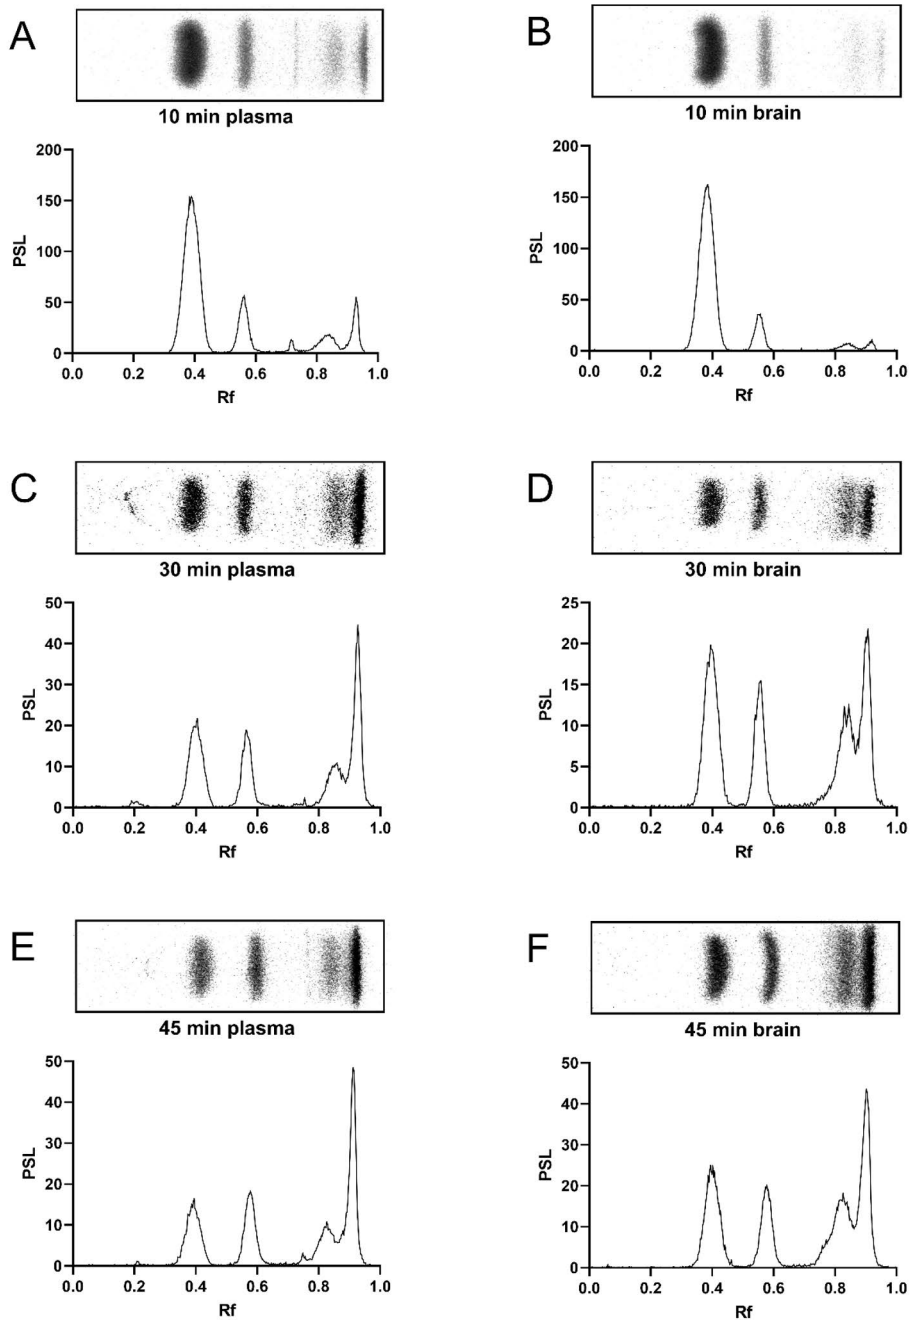 A
10 min plasma
200
150
100
50
0
PSL
0.0 0.2 0.4 0.6 0.8 1.0
Rf
B
10 min brain
200
150
100
50
0
PSL
0.0 0.2 0.4 0.6 0.8 1.0
Rf
C
30 min plasma
50
40
30
20
10
0
PSL
0.0 0.2 0.4 0.6 0.8 1.0
Rf
D
30 min brain
25
20
15
10
5
0
PSL
0.0 0.2 0.4 0.6 0.8 1.0
Rf
E
45 min plasma
50
40
30
20
10
0
PSL
0.0 0.2 0.4 0.6 0.8 1.0
Rf
F
45 min brain
50
40
30
20
10
0
PSL
0.0 0.2 0.4 0.6 0.8 1.0
Rf